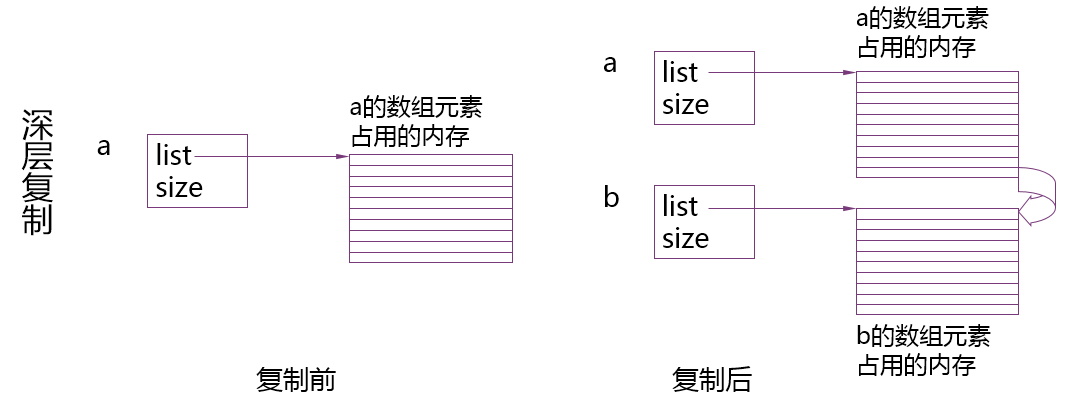 深层复制
a
list
size
a的数组元素
占用的内存
复制前
a
list
size
a的数组元素
占用的内存
b
list
size
b的数组元素
占用的内存
复制后